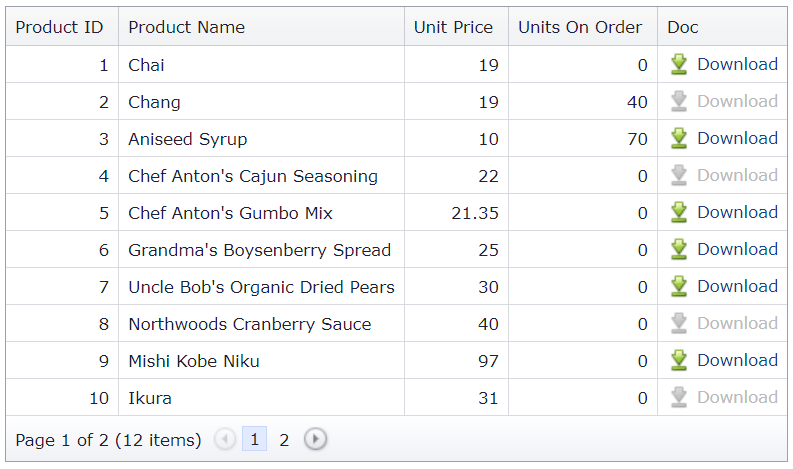 Product ID Product Name Unit Price Units On Order Doc
1 Chai 19 0 Download
2 Chang 19 40 Download
3 Aniseed Syrup 10 70 Download
4 Chef Anton's Cajun Seasoning 22 0 Download
5 Chef Anton's Gumbo Mix 21.35 0 Download
6 Grandma's Boysenberry Spread 25 0 Download
7 Uncle Bob's Organic Dried Pears 30 0 Download
8 Northwoods Cranberry Sauce 40 0 Download
9 Mishi Kobe Niku 97 0 Download
10 Ikura 31 0 Download
Page 1 of 2 (12 items) 1 2